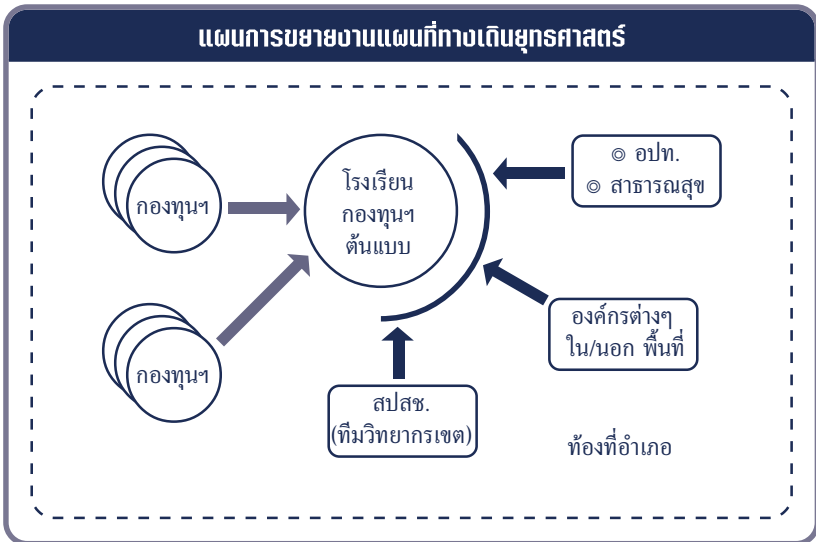 แผนการขยายงานแผนที่ทางเดินยุทธศาสตร์
กองทุนฯ
โรงเรียน
กองทุนฯ
ต้นแบบ
◎ อปท.
◎ สาธารณสุข
กองทุนฯ
องค์กรต่างๆ
ใน/นอก พื้นที่
สปสช.
(ทีมวิทยากรเขต)
ท้องที่อำเภอ